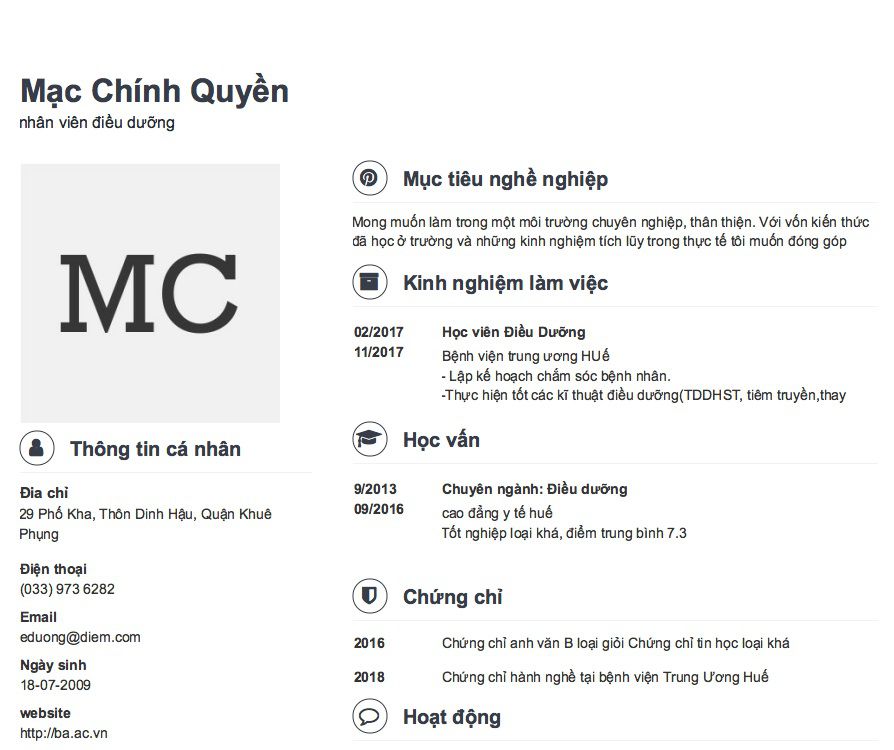 Mạc Chính Quyền
nhân viên điều dưỡng
MC
Thông tin cá nhân
Đia chỉ
29 Phố Kha, Thôn Dinh Hậu, Quận Khuê
Phụng
Điện thoại
(033) 973 6282
Email
eduong@diem.com
Ngày sinh
18-07-2009
website
http://ba.ac.vn
Mục tiêu nghề nghiệp
Mong muốn làm trong một môi trường chuyên nghiệp, thân thiện. Với vốn kiến thức
đã học ở trường và những kinh nghiệm tích lũy trong thực tế tôi muốn đóng góp
Kinh nghiệm làm việc
02/2017 Học viên Điều Dưỡng
11/2017 Bệnh viện trung ương HUế
- Lập kế hoạch chắm sóc bệnh nhân.
-Thực hiện tốt các kĩ thuật điều dưỡng(TDDHST, tiêm truyền,thay
Học vấn
9/2013 Chuyên ngành: Điều dưỡng
09/2016 cao đẳng y tế huế
Tốt nghiệp loại khá, điểm trung bình 7.3
Chứng chỉ
2016 Chứng chỉ anh văn B loại giỏi Chứng chỉ tin học loại khá
2018 Chứng chỉ hành nghề tại bệnh viện Trung Ương Huế
Hoạt động